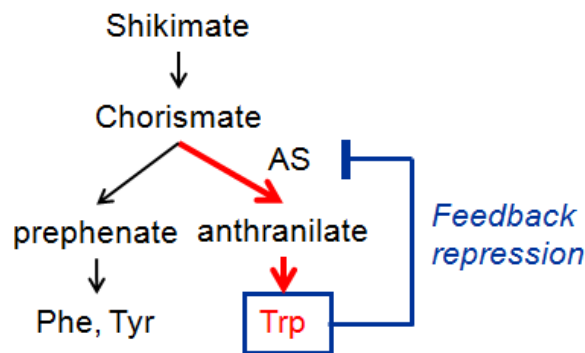 Shikimate
Chorismate
AS
prephenate
anthranilate
Feedback
repression
Phe, Tyr
Trp